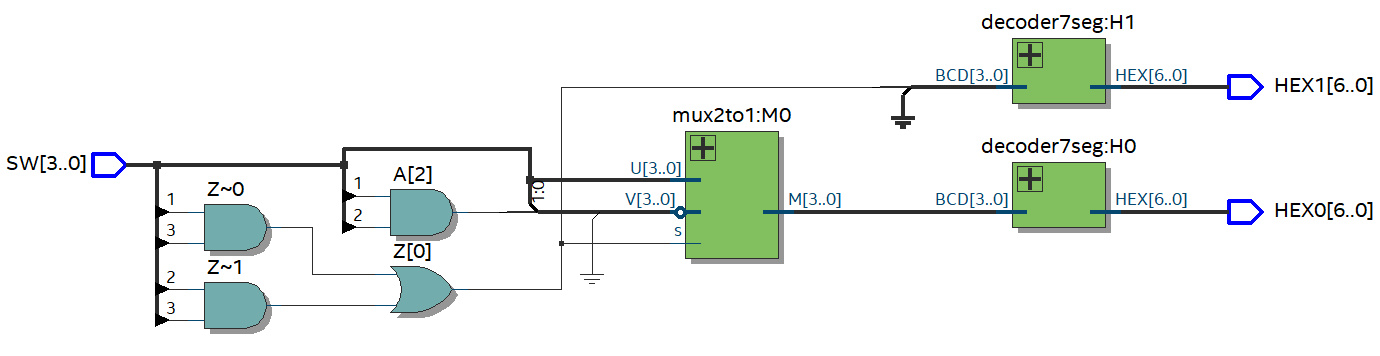 decoder7seg:H1
BCD[3..0]
HEX[6..0]
HEX1[6..0]
mux2to1:M0
decoder7seg:H0
SW[3..0]
A[2]
1
2
U[3..0]
1:0
V[3..0]
M[3..0]
s
BCD[3..0]
HEX[6..0]
HEX0[6..0]
Z~0
1
3
Z[0]
Z~1
2
3